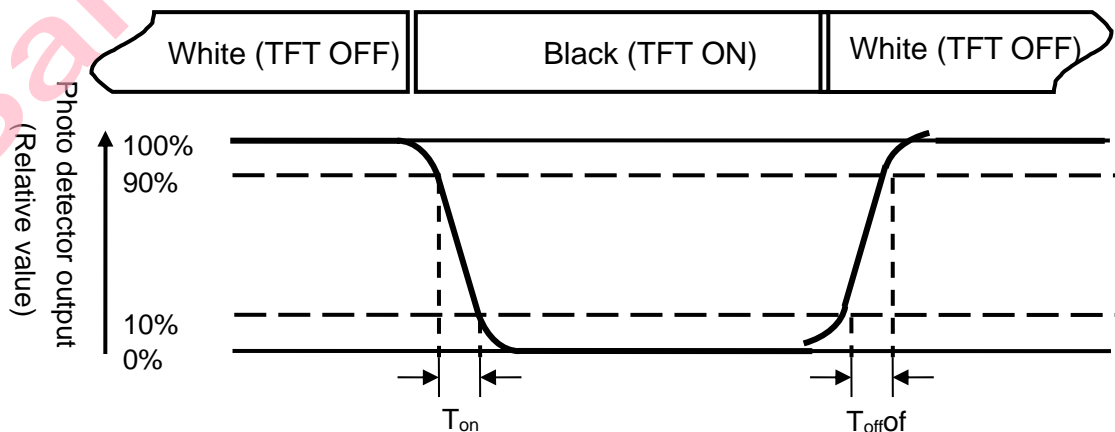 White (TFT OFF)
Black (TFT ON)
White (TFT OFF)
Photo detector output
(Relative value)
100%
90%
10%
0%
Ton
Toffof